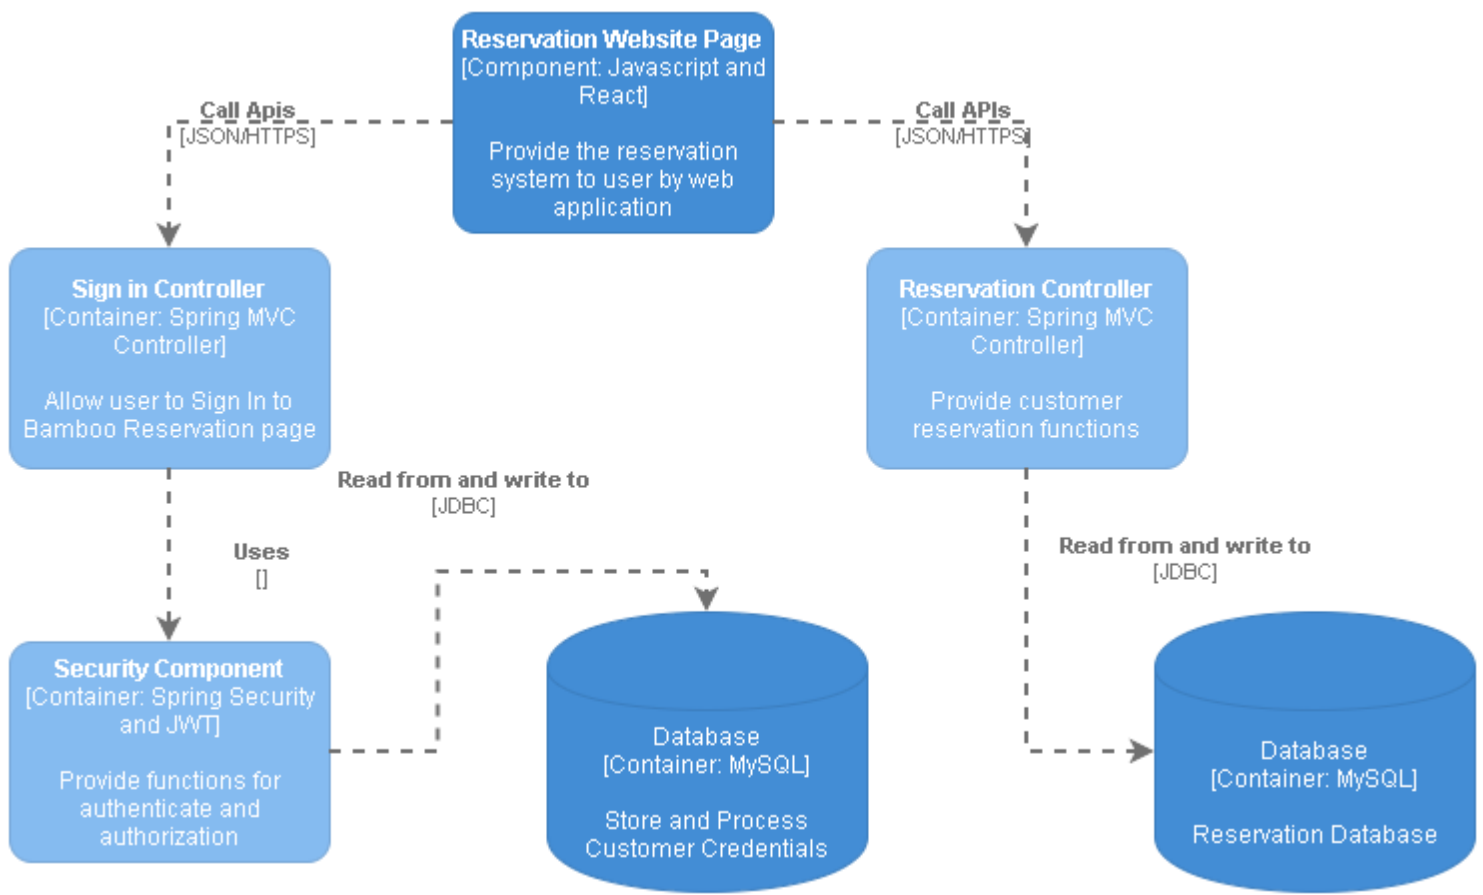 Reservation Website Page
[Component: Javascript and
React]
Provide the reservation
system to user by web
application
Call Apis
[JSON/HTTPS]
Call APIs
[JSON/HTTPS]
Sign in Controller
[Container: Spring MVC
Controller]
Allow user to Sign In to
Bamboo Reservation page
Reservation Controller
[Container: Spring MVC
Controller]
Provide customer
reservation functions
Read from and write to
[JDBC]
Uses
[]
Read from and write to
[JDBC]
Security Component
[Container: Spring Security
and JWT]
Provide functions for
authenticate and
authorization
Database
[Container: MySQL]
Store and Process
Customer Credentials
Database
[Container: MySQL]
Reservation Database